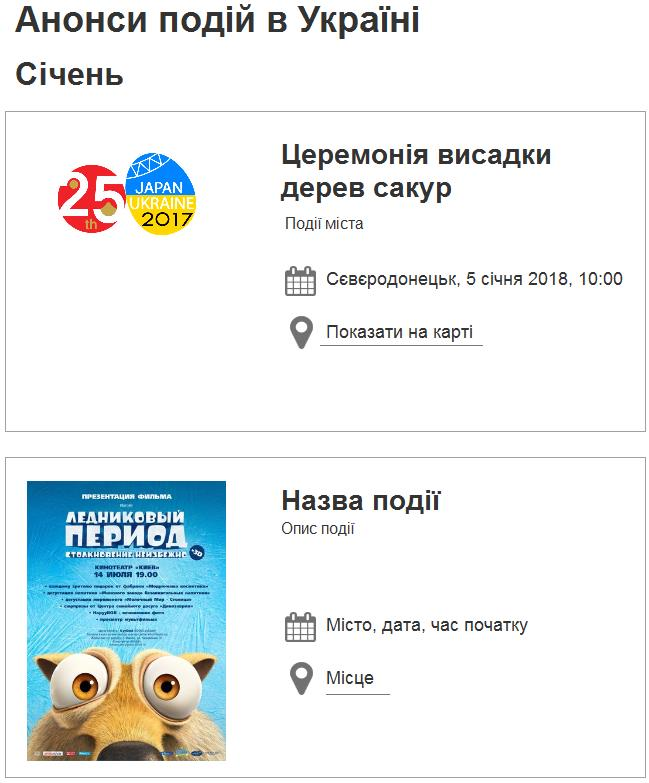 Анонси подій в Україні
Січень
25
th
JAPAN
UKRAINE
2017
Церемонія висадки
дерев сакур
Події міста
Сєвєродонецьк, 5 січня 2018, 10:00
Показати на карті
ПРЕЗЕНТАЦИЯ ФИЛЬМА
ЛЕДНИКОВЫЙ
ПЕРИОД
СТОЛКНОВЕНИЕ НЕИЗБЕЖНО
КИНОТЕАТР «КИЕВ»
14 ИЮЛЯ 19.00
Назва події
Опис події
Місто, дата, час початку
Місце